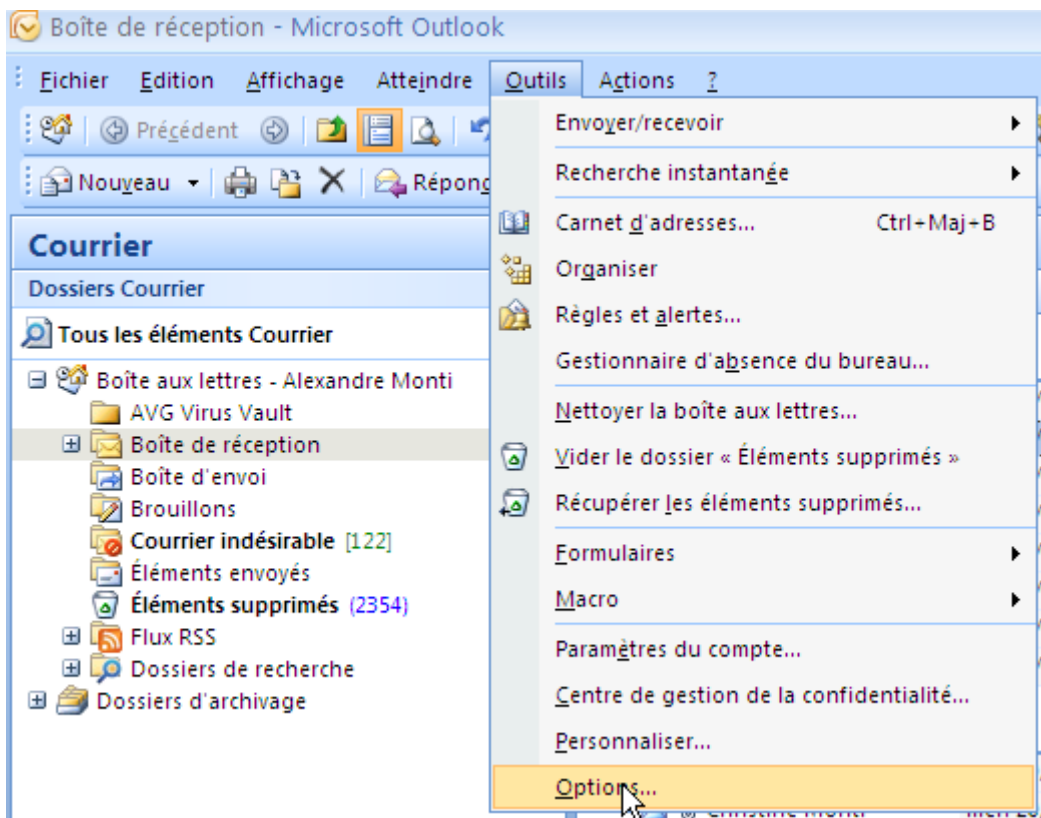 Boîte de réception - Microsoft Outlook
Fichier Edition Affichage Atteindre Outils Actions ?
Précédent
Nouveau Répond
Courrier
Dossiers Courrier
Tous les éléments Courrier
Boîte aux lettres - Alexandre Monti
AVG Virus Vault
Boîte de réception
Boîte d'envoi
Brouillons
Courrier indésirable [122]
Éléments envoyés
Éléments supprimés (2354)
Flux RSS
Dossiers de recherche
Dossiers d'archivage
Envoyer/recevoir
Recherche instantanée
Carnet d'adresses... Ctrl+Maj+B
Organiser
Règles et alertes...
Gestionnaire d'absence du bureau...
Nettoyer la boîte aux lettres...
Vider le dossier « Éléments supprimés »
Récupérer les éléments supprimés...
Formulaires
Macro
Paramètres du compte...
Centre de gestion de la confidentialité...
Personnaliser...
Options...